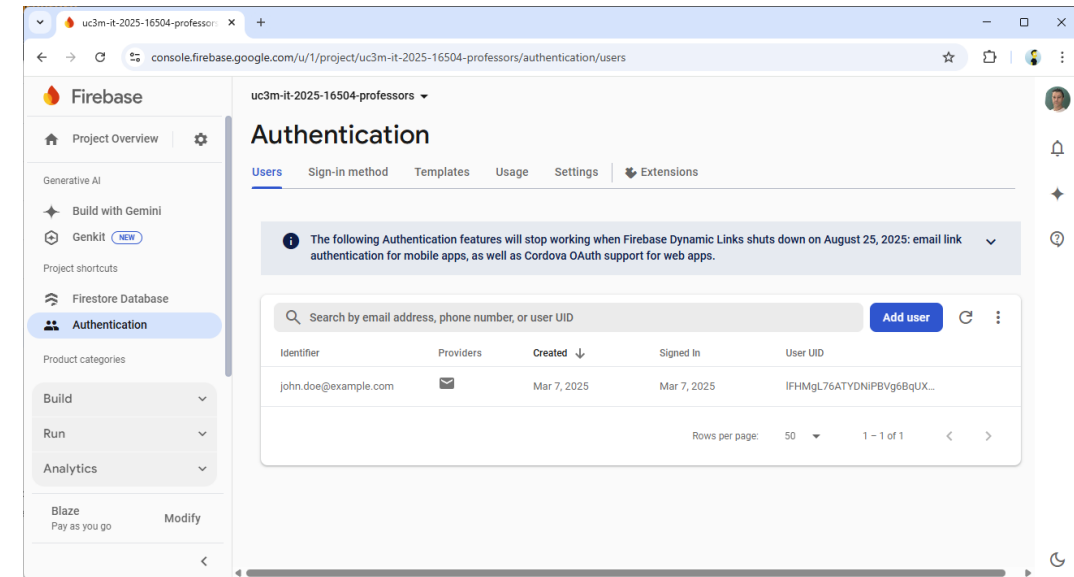 uc3m-it-2025-16504-professors
console.firebase.google.com/u/1/project/uc3m-it-2025-16504-professors/authentication/users
Firebase
Project Overview
Generative AI
Build with Gemini
Genkit NEW
Project shortcuts
Firestore Database
Authentication
Product categories
Build
Run
Analytics
Blaze
Pay as you go
Modify
uc3m-it-2025-16504-professors
Authentication
Users Sign-in method Templates Usage Settings Extensions
The following Authentication features will stop working when Firebase Dynamic Links shuts down on August 25, 2025: email link
authentication for mobile apps, as well as Cordova OAuth support for web apps.
Search by email address, phone number, or user UID
Add user
Identifier Providers Created Signed In User UID
john.doe@example.com Mar 7, 2025 Mar 7, 2025 lFHMgL76ATYDNiPBVg6BqUX...
Rows per page: 50 1 – 1 of 1